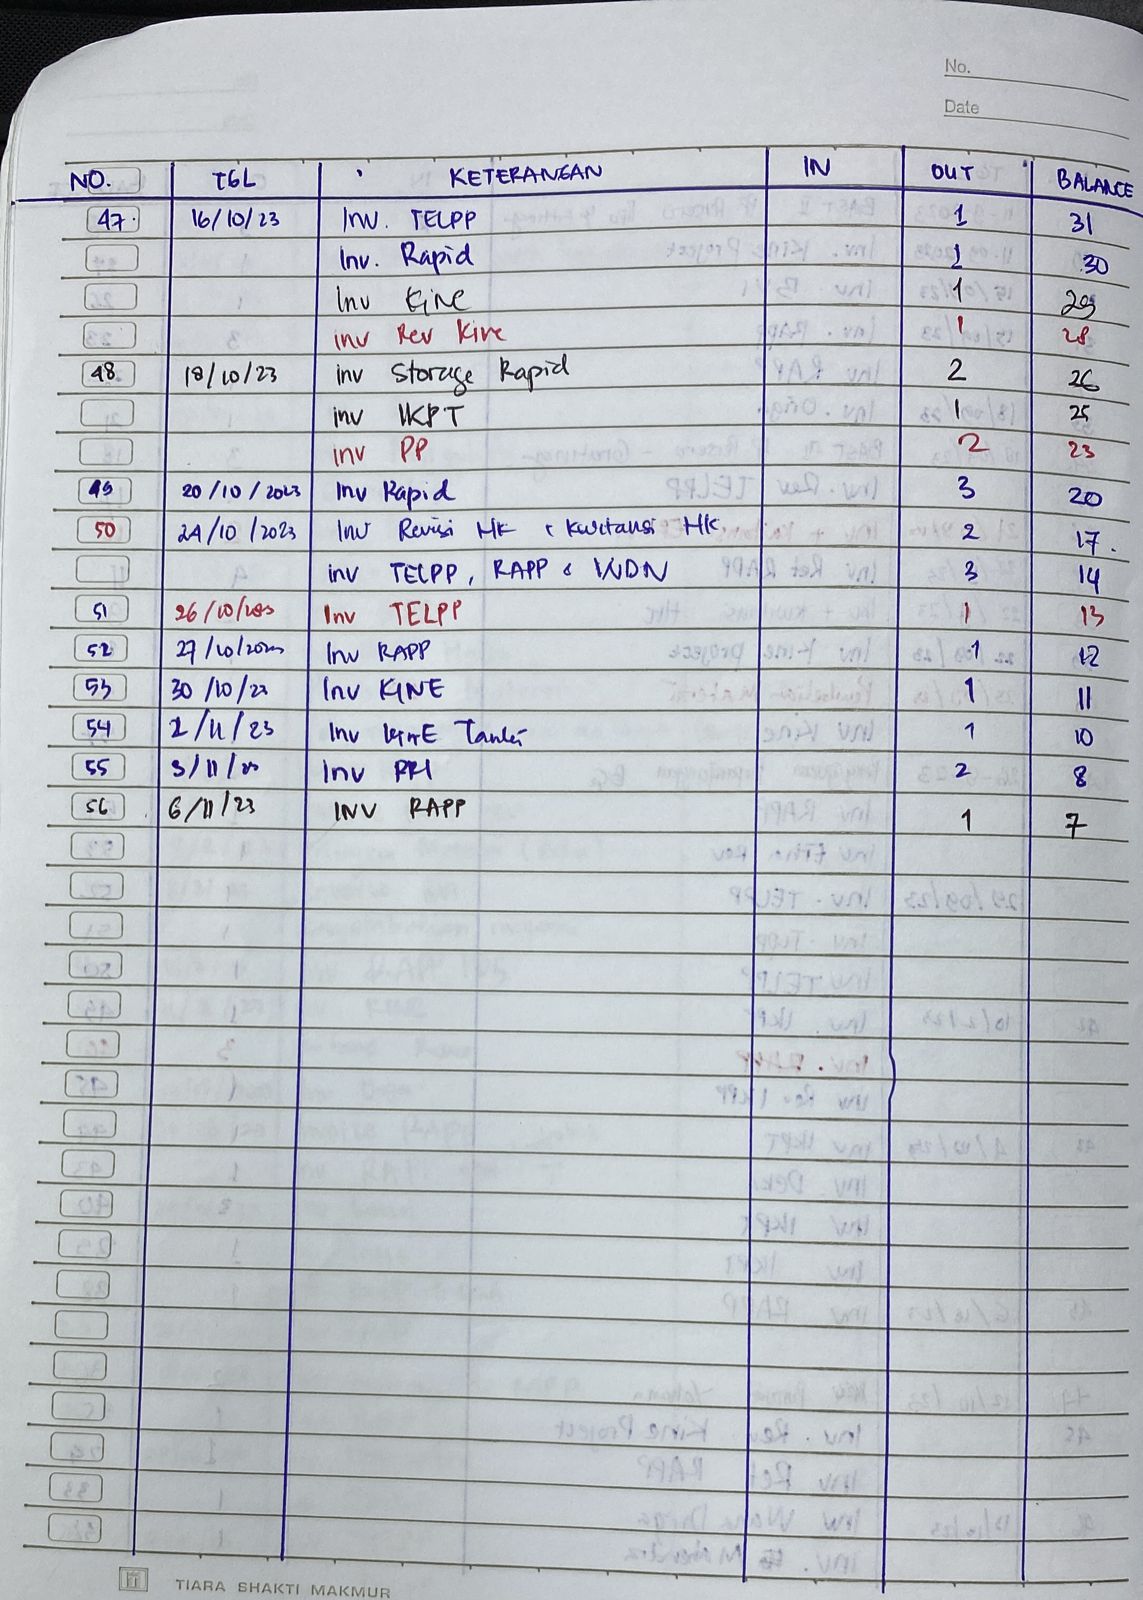 No.
Date
NO. TGL KETERANGAN IN OUT BALANCE
47. 16/10/23 Inv. TELPP 1 31
Inv. Rapid 1 30
Inv Kine 1 29
inv Rev Kine 1 28
48 18/10/23 inv Storage Rapid 2 26
inv IKPT 1 25
inv PP 2 23
49 20/10/2023 Inv Rapid 3 20
50 24/10/2023 Inv Revisi HK & Kwitansi HK 2 17.
inv TELPP, RAPP & WDN 3 14
51 26/10/2023 Inv TELPP 1 13
52 27/10/2023 Inv RAPP 1 12
53 30/10/23 Inv KINE 1 11
54 2/11/23 Inv KINE 1 10
55 3/11/23 Inv 2 8
56 6/11/23 INV RAPP 1 7
TIARA SHAKTI MAKMUR